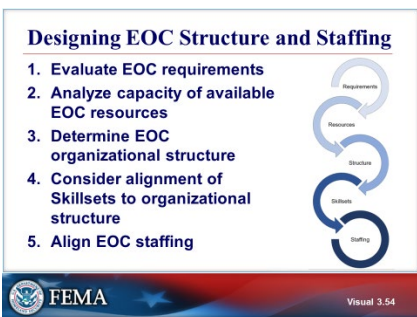 Designing EOC Structure and Staffing
1. Evaluate EOC requirements
2. Analyze capacity of available
EOC resources
3. Determine EOC
organizational structure
4. Consider alignment of
Skillsets to organizational
structure
5. Align EOC staffing
Requirements
Resources
Structure
Skillsets
Staffing
FEMA
Visual 3.54